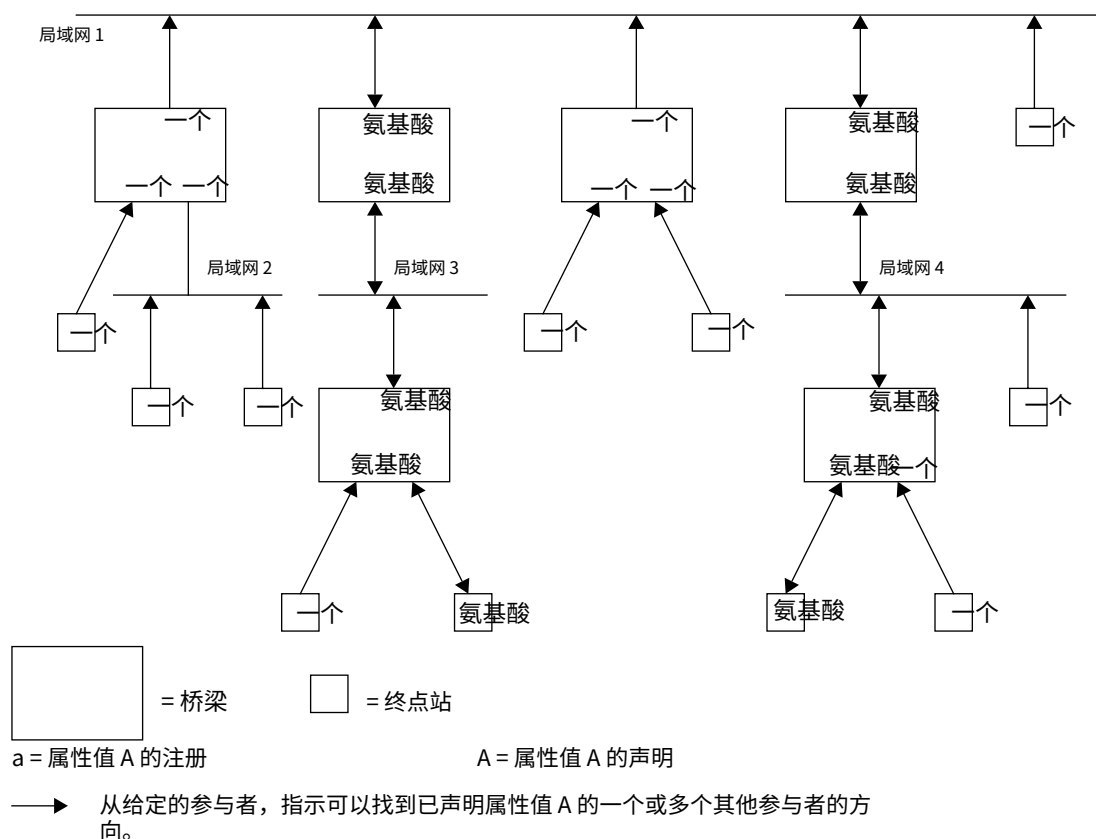 局域网 1
一个
氨基酸
一个
氨基酸
一个
一个 一个
氨基酸
一个 一个
氨基酸
局域网 2
局域网 3
局域网 4
一个
一个
一个
一个
一个
氨基酸
氨基酸
一个
一个
氨基酸
氨基酸
一个
一个
氨基酸
氨基酸
一个
= 桥梁
= 终点站
a = 属性值 A 的注册
A = 属性值 A 的声明
从给定的参与者，指示可以找到已声明属性值 A 的一个或多个其他参与者的方
向。